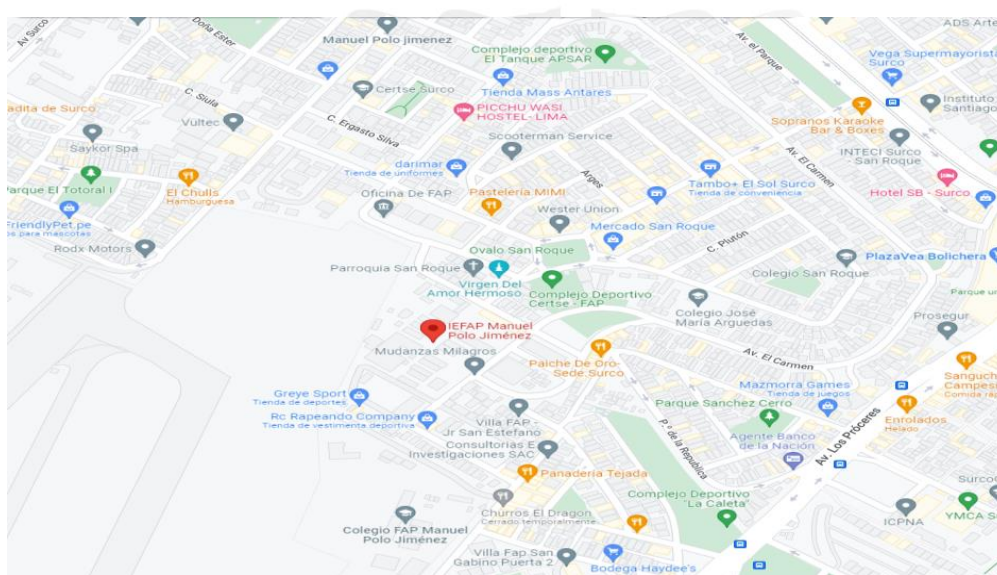 Doña Ester
Av Surco
Manuel Polo jimenez
Complejo deportivo
El Tanque APSAR
Av. el Parque
ADS Arte
Vega Supermayorist
Surco
C. Siula
Certse Surco
Tienda Mass Antares
Instituto
Santiago
adita de Surco
Vultec
C. Ergasto Silva
PICCHU WASI
HOSTEL- LIMA
Sopranos Karaoke
Bar & Boxes
Saykor Spa
Scooterman Service
INTECI Surco
- San Roque
Av. El Carmen
darimar
Tienda de uniformes
Arges
Tambo+ El Sol Surco
Tienda de conveniencia
Hotel SB - Surco
Parque El Totoral I
El Chulls
Hamburguesa
Oficina De FAP
Pastelería MIMI
Wester Union
FriendlyPet.pe
os para mascotas
Mercado San Roque
C. Plutón
Rodx Motors
Ovalo San Roque
PlazaVea Bolichera
Parroquia San Roque
Virgen Del
Amor Hermoso
Colegio San Roque
Complejo Deportivo
Certse - FAP
Parque un
Colegio José
María Arguedas
Prosegur
IEFAP Manuel
Polo Jiménez
Mudanzas Milagros
Paiche De Oro-
Sede:Surco
Av. El Carmen
Sanguch
Campesi
Comida ráp
Greye Sport
Tienda de deportes
Mazmorra Games
Tienda de juegos
Parque Sanchez Cerro
Rc Rapeando Company
Tienda de vestimenta deportiva
Enrolados
Helado
Villa FAP -
Jr San Estefano
P.º de la Republica
Agente Banco
de la Nación
Av. Los Próceres
Consultorias E
Investigaciones SAC
Panadería Tejada
Surco
Complejo Deportivo
"La Caleta"
Churros El Dragon
Cerrado temporalmente
Colegio FAP Manuel
Polo Jiménez
ICPNA
YMCA S
Villa Fap San
Gabino Puerta 2
Bodega Haydee's